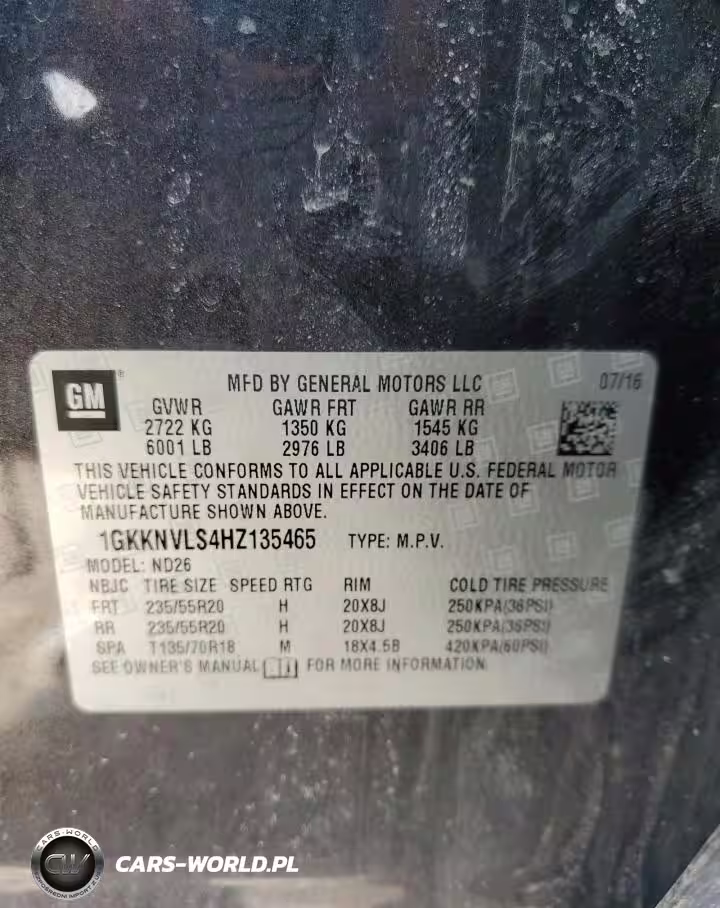 GM ®
MFD BY GENERAL MOTORS LLC 07/16
GVWR GAWR FRT GAWR RR
2722 KG 1350 KG 1545 KG
6001 LB 2976 LB 3406 LB
THIS VEHICLE CONFORMS TO ALL APPLICABLE U.S. FEDERAL MOTOR
VEHICLE SAFETY STANDARDS IN EFFECT ON THE DATE OF
MANUFACTURE SHOWN ABOVE.
1GKKNVLS4HZ135465 TYPE: M.P.V.
MODEL: ND26
NBJC TIRE SIZE SPEED RTG RIM COLD TIRE PRESSURE
FRT 235/55R20 H 20X8J 250KPA(36PSI)
RR 235/55R20 H 20X8J 250KPA(36PSI)
SPA T135/70R18 M 18X4.5B 420KPA(60PSI)
SEE OWNER'S MANUAL FOR MORE INFORMATION
CARS-WORLD
CW
CARS-WORLD.PL